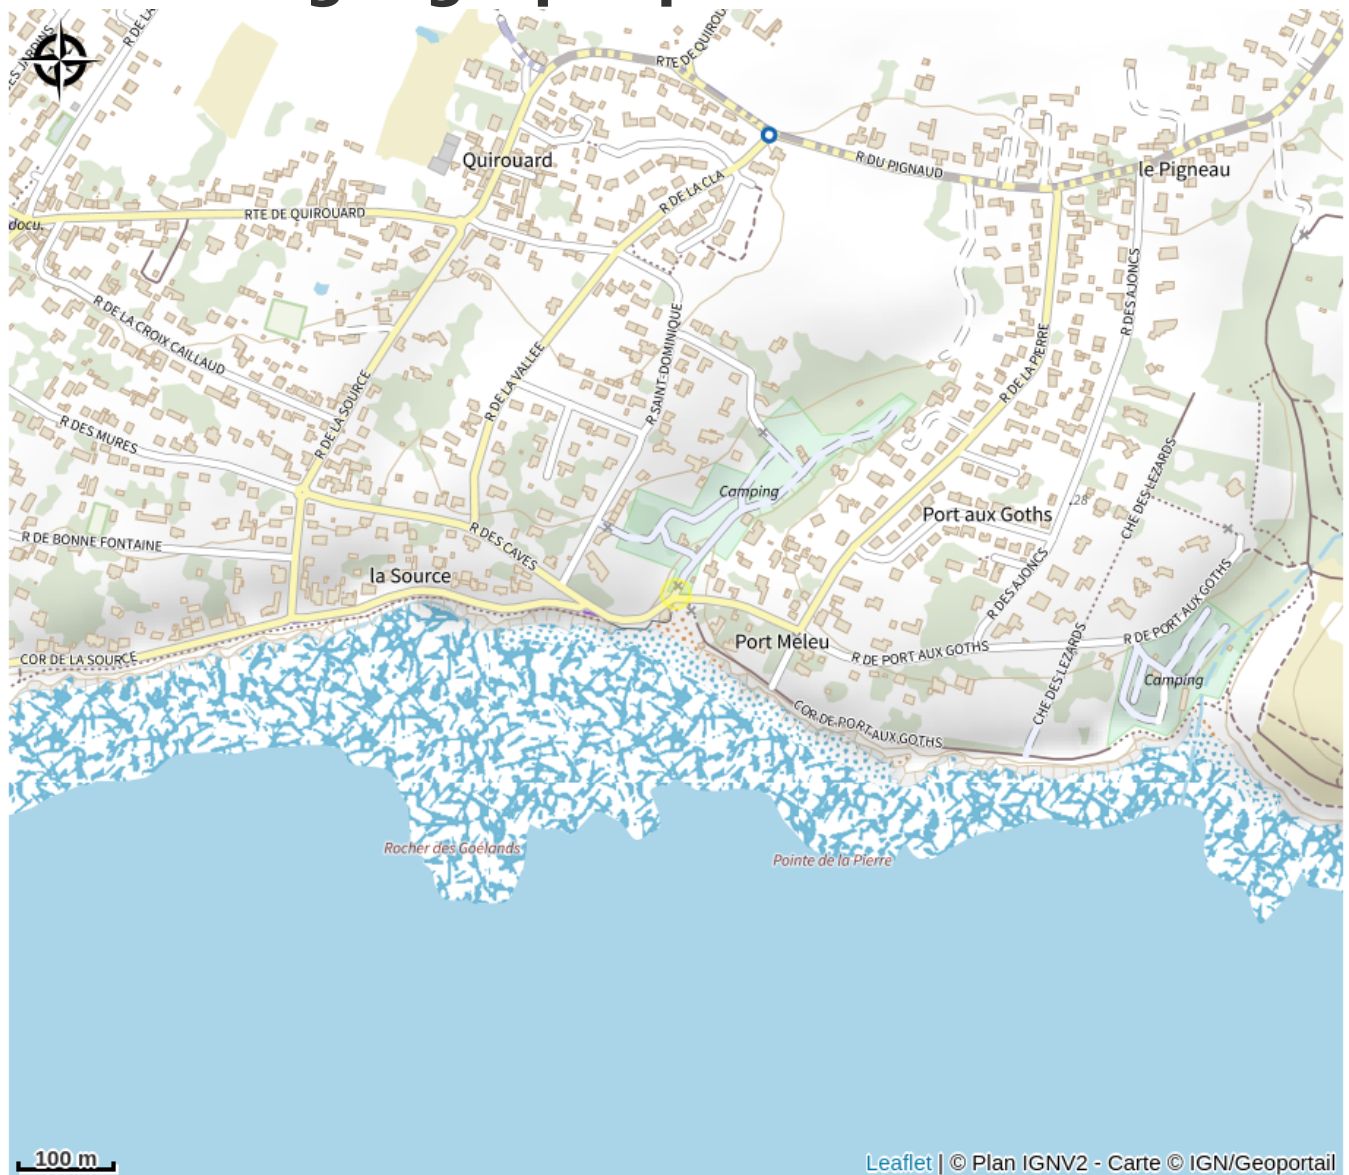 R DE LA
RTE DE QUIROU
Quirouard
R DU PIGNAUD
le Pigneau
R DE LA CLA
RTE DE QUIROUARD
docu.
R DES AJONCS
R DE LA CROIX CAILLAUD
R SAINT-DOMINIQUE
R DE LA PIERRE
R DE LA VALLEE
R DE LA SOURCE
R DES MURES
CHE DES LEZARDS
Camping
28
Port aux Goths
R DE BONNE FONTAINE
R DES CAVES
la Source
R DES AJONCS
R DE PORT AUX GOTHS
Port Meleu
R DE PORT AUX GOTHS
COR DE LA SOURCE
CHE DES LEZARDS
Camping
COR DE PORT AUX GOTHS
Rocher des Goélands
Pointe de la Pierre
100 m
Leaflet | © Plan IGNV2 - Carte © IGN/Geoportail